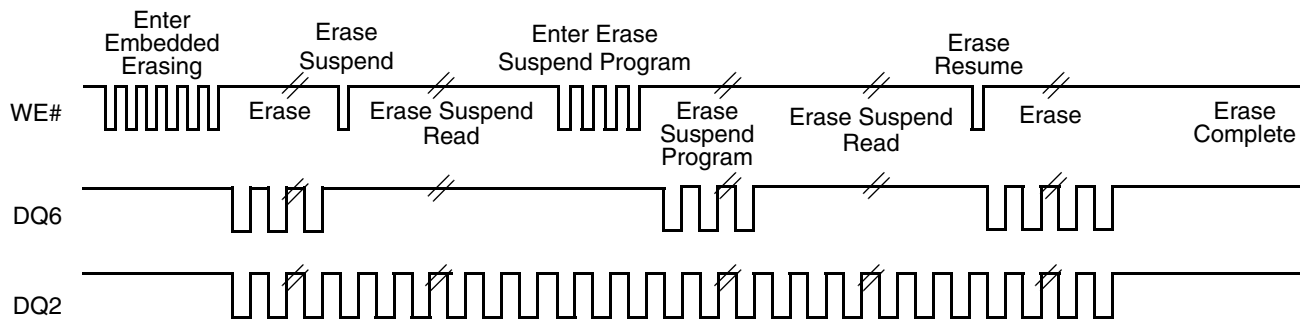 Enter
Embedded
Erasing
Erase
Suspend
Enter Erase
Suspend Program
Erase
Resume
WE#
Erase
Erase Suspend
Read
Erase
Suspend
Program
Erase Suspend
Read
Erase
Erase
Complete
DQ6
DQ2